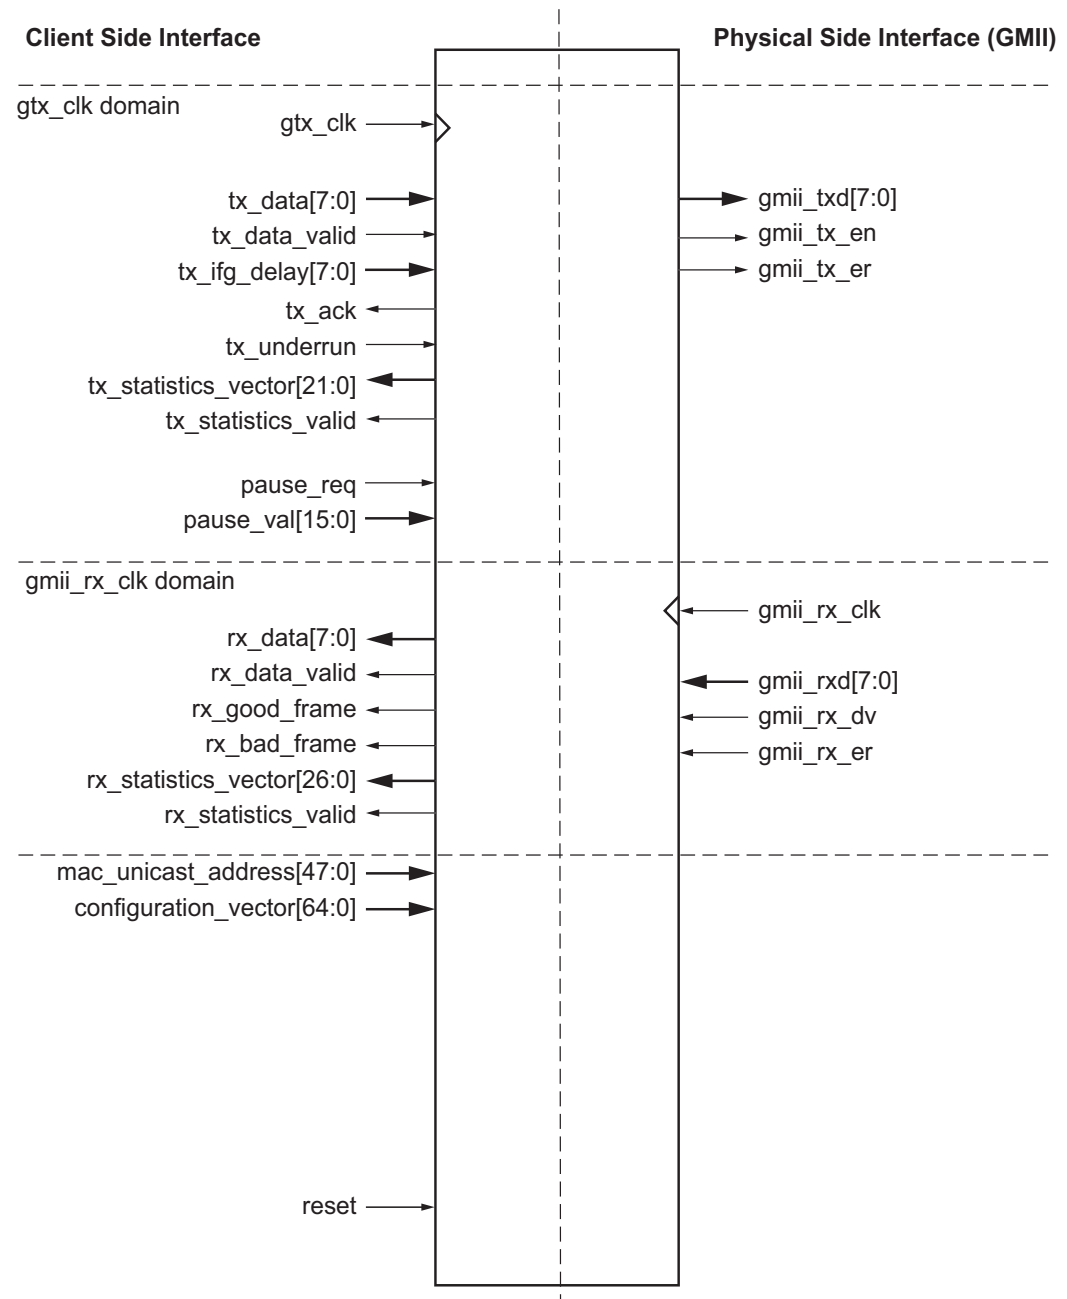 Client Side Interface
Physical Side Interface (GMII)
gtx_clk domain
gtx_clk
tx_data[7:0]
tx_data_valid
tx_ifg_delay[7:0]
tx_ack
tx_underrun
tx_statistics_vector[21:0]
tx_statistics_valid
pause_req
pause_val[15:0]
gmii_txd[7:0]
gmii_tx_en
gmii_tx_er
gmii_rx_clk domain
rx_data[7:0]
rx_data_valid
rx_good_frame
rx_bad_frame
rx_statistics_vector[26:0]
rx_statistics_valid
gmii_rx_clk
gmii_rxd[7:0]
gmii_rx_dv
gmii_rx_er
mac_unicast_address[47:0]
configuration_vector[64:0]
reset